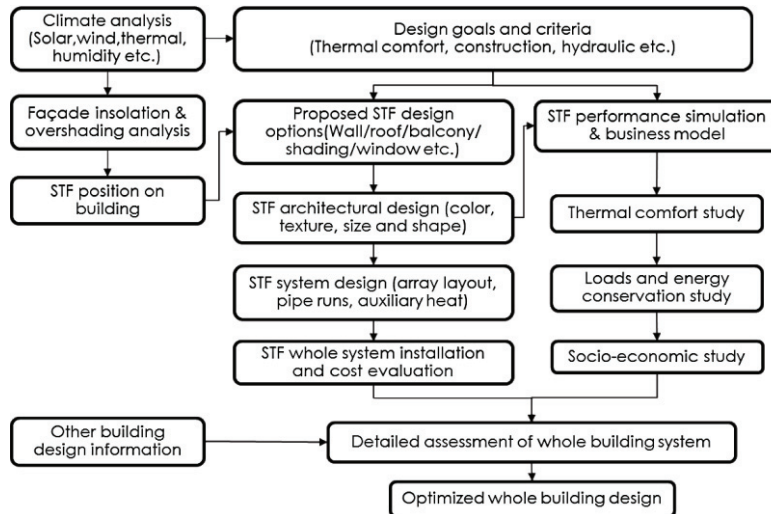 Climate analysis
(Solar,wind,thermal,
humidity etc.)
Design goals and criteria
(Thermal comfort, construction, hydraulic etc.)
Façade insolation &
overshading analysis
Proposed STF design
options(Wall/roof/balcony/
shading/window etc.)
STF performance simulation
& business model
STF position on
building
STF architectural design (color,
texture, size and shape)
Thermal comfort study
STF system design (array layout,
pipe runs, auxiliary heat)
Loads and energy
conservation study
STF whole system installation
and cost evaluation
Socio-economic study
Other building
design information
Detailed assessment of whole building system
Optimized whole building design